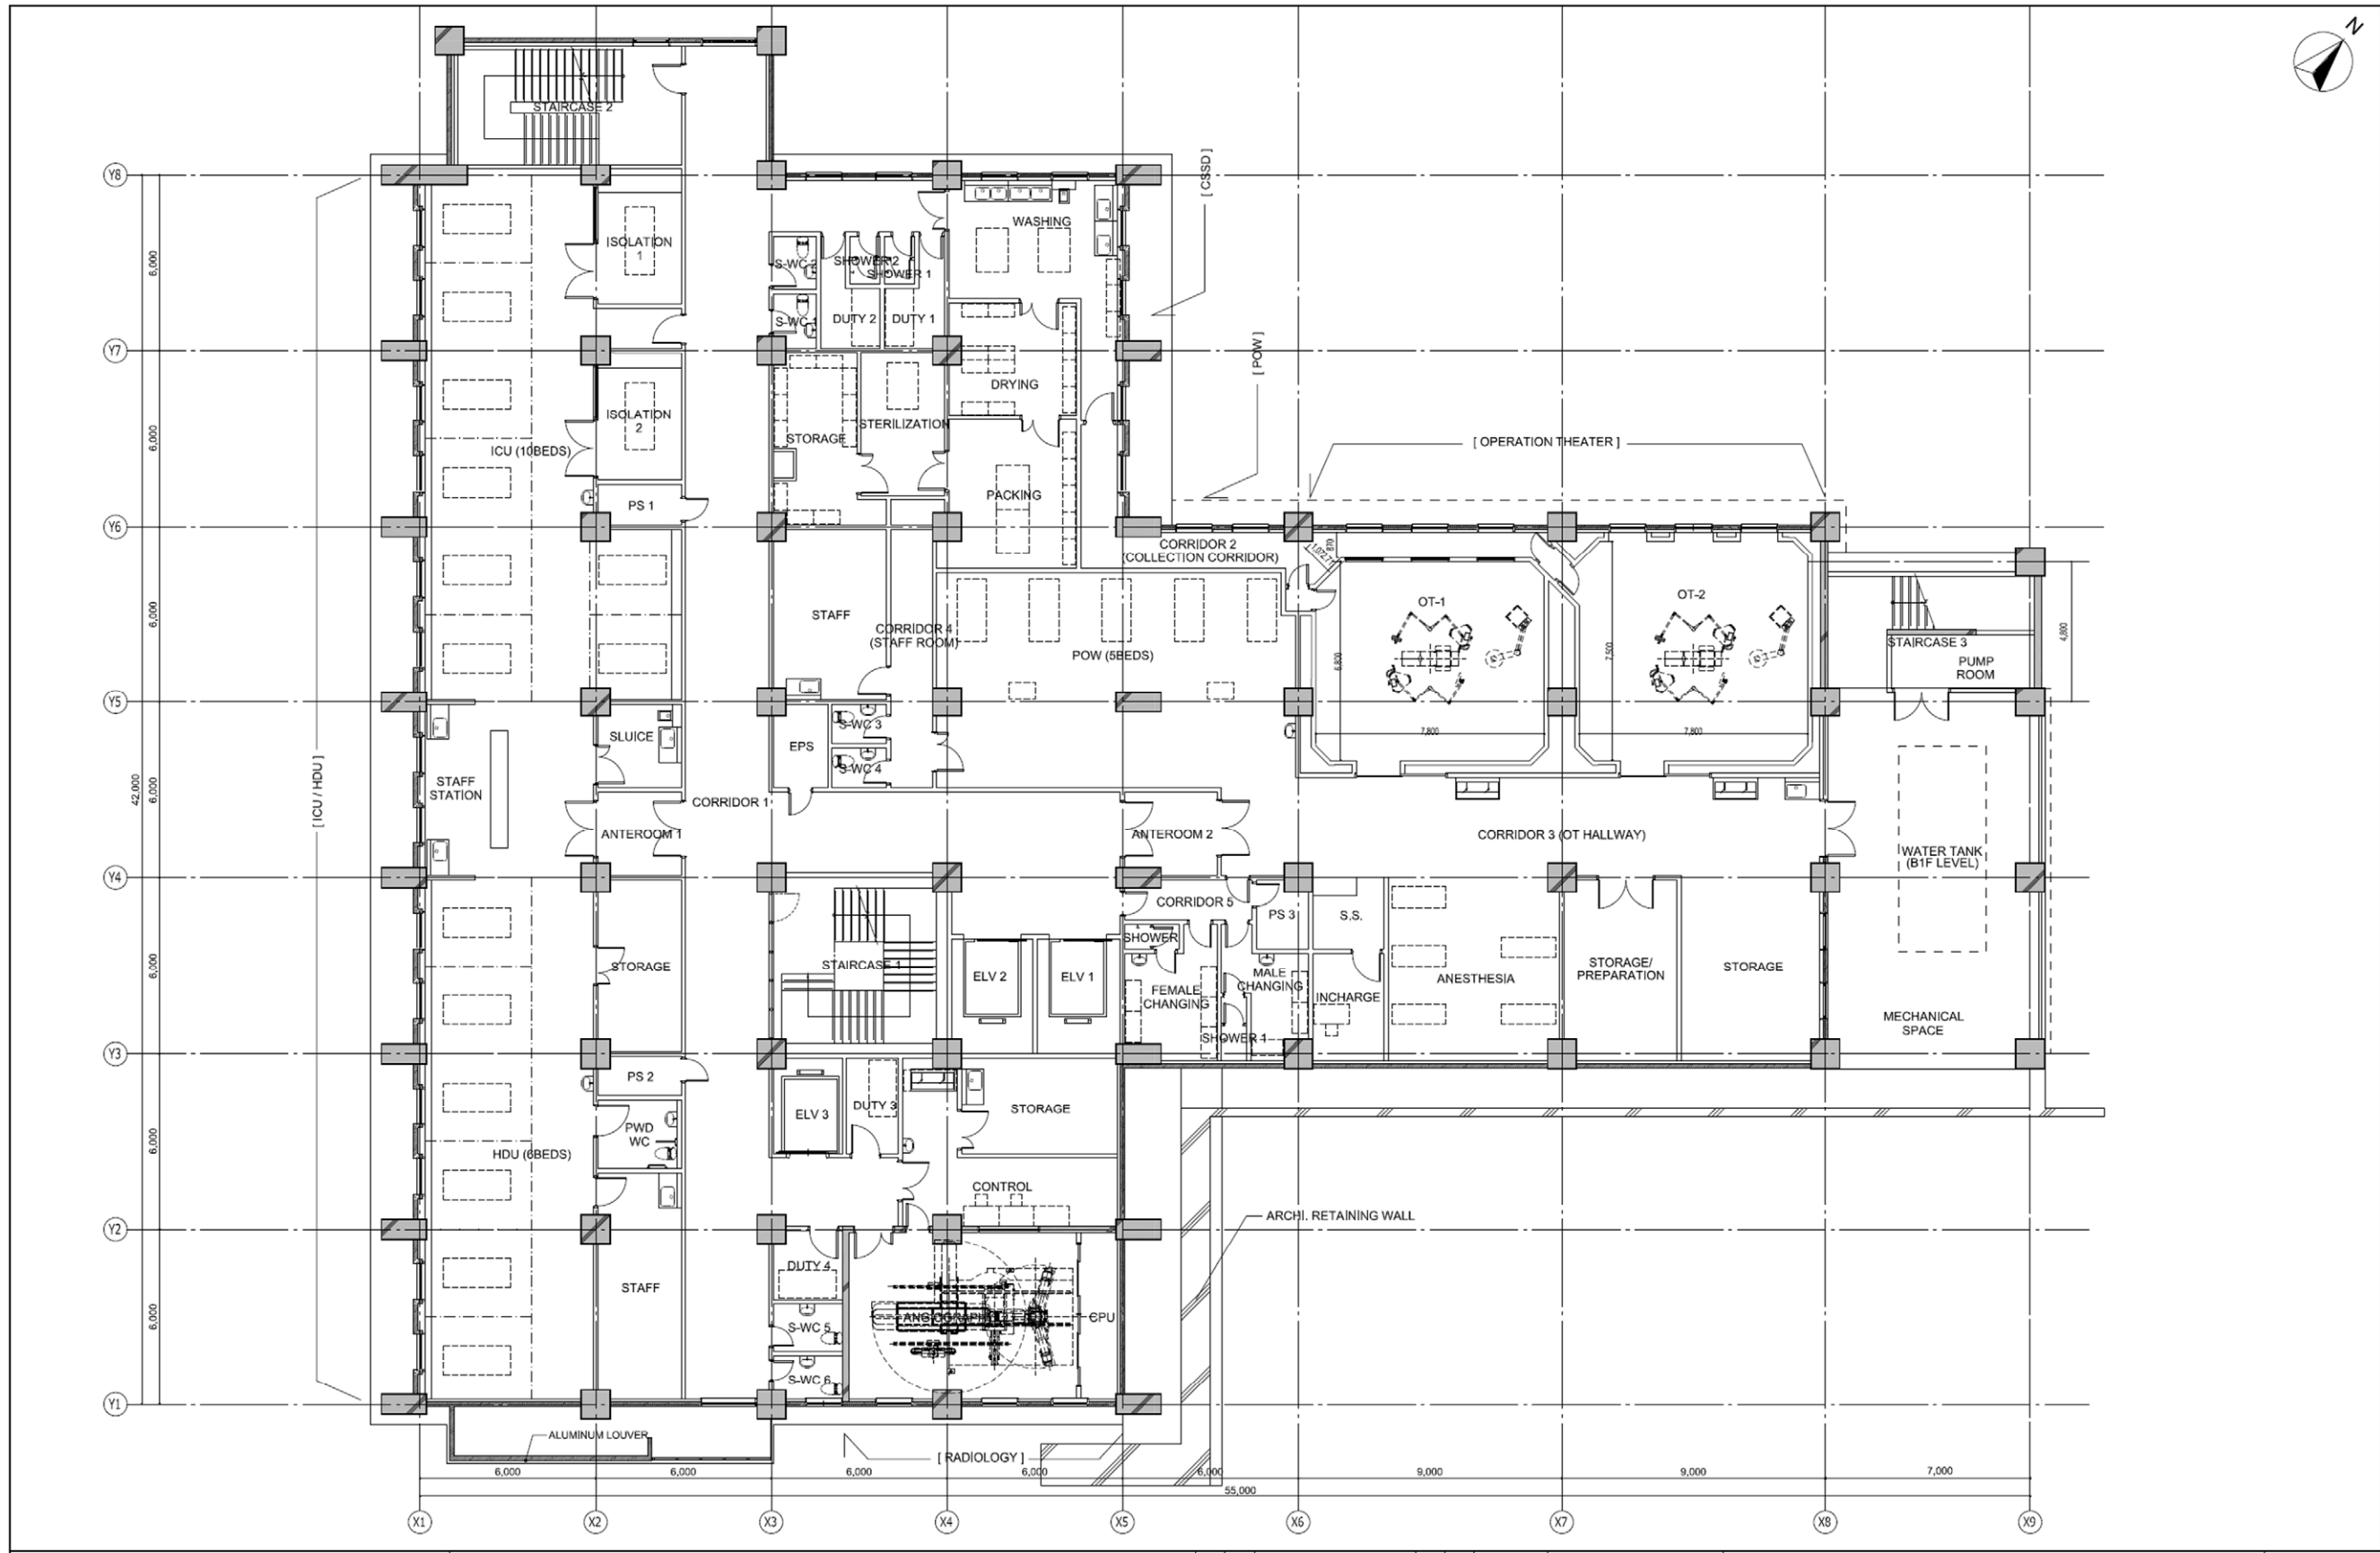 N
STAIRCASE 2
[ CSSD ]
Y8
WASHING
ISOLATION
1
6,000
S-WC 2
SHOWER 2
SHOWER 1
S-WC 1
DUTY 2
DUTY 1
Y7
[ POW ]
DRYING
ISOLATION
2
STORAGE
STERILIZATION
6,000
[ OPERATION THEATER ]
ICU (10BEDS)
PACKING
PS 1
Y6
CORRIDOR 2
(COLLECTION CORRIDOR)
1,072.7
870
OT-1
OT-2
6,000
STAFF
CORRIDOR 4
(STAFF ROOM)
POW (5BEDS)
6,800
7,500
4,800
STAIRCASE 3
PUMP
ROOM
Y5
S-WC 3
SLUICE
EPS
7,800
7,800
S-WC 4
[ ICU / HDU ]
42,000
6,000
STAFF
STATION
CORRIDOR 1
ANTEROOM 1
ANTEROOM 2
CORRIDOR 3 (OT HALLWAY)
WATER TANK
(B1F LEVEL)
Y4
CORRIDOR 5
PS 3
S.S.
SHOWER
6,000
STORAGE
STAIRCASE 1
ELV 2
ELV 1
FEMALE
CHANGING
MALE
CHANGING
INCHARGE
ANESTHESIA
STORAGE/
PREPARATION
STORAGE
SHOWER 1
MECHANICAL
SPACE
Y3
PS 2
ELV 3
DUTY 3
STORAGE
6,000
PWD
WC
HDU (6BEDS)
CONTROL
Y2
ARCHI. RETAINING WALL
DUTY 4
STAFF
6,000
S-WC 5
CPU
S-WC 6
Y1
ALUMINUM LOUVER
[ RADIOLOGY ]
6,000
6,000
6,000
6,000
6,000
9,000
9,000
7,000
55,000
X1
X2
X3
X4
X5
X6
X7
X8
X9